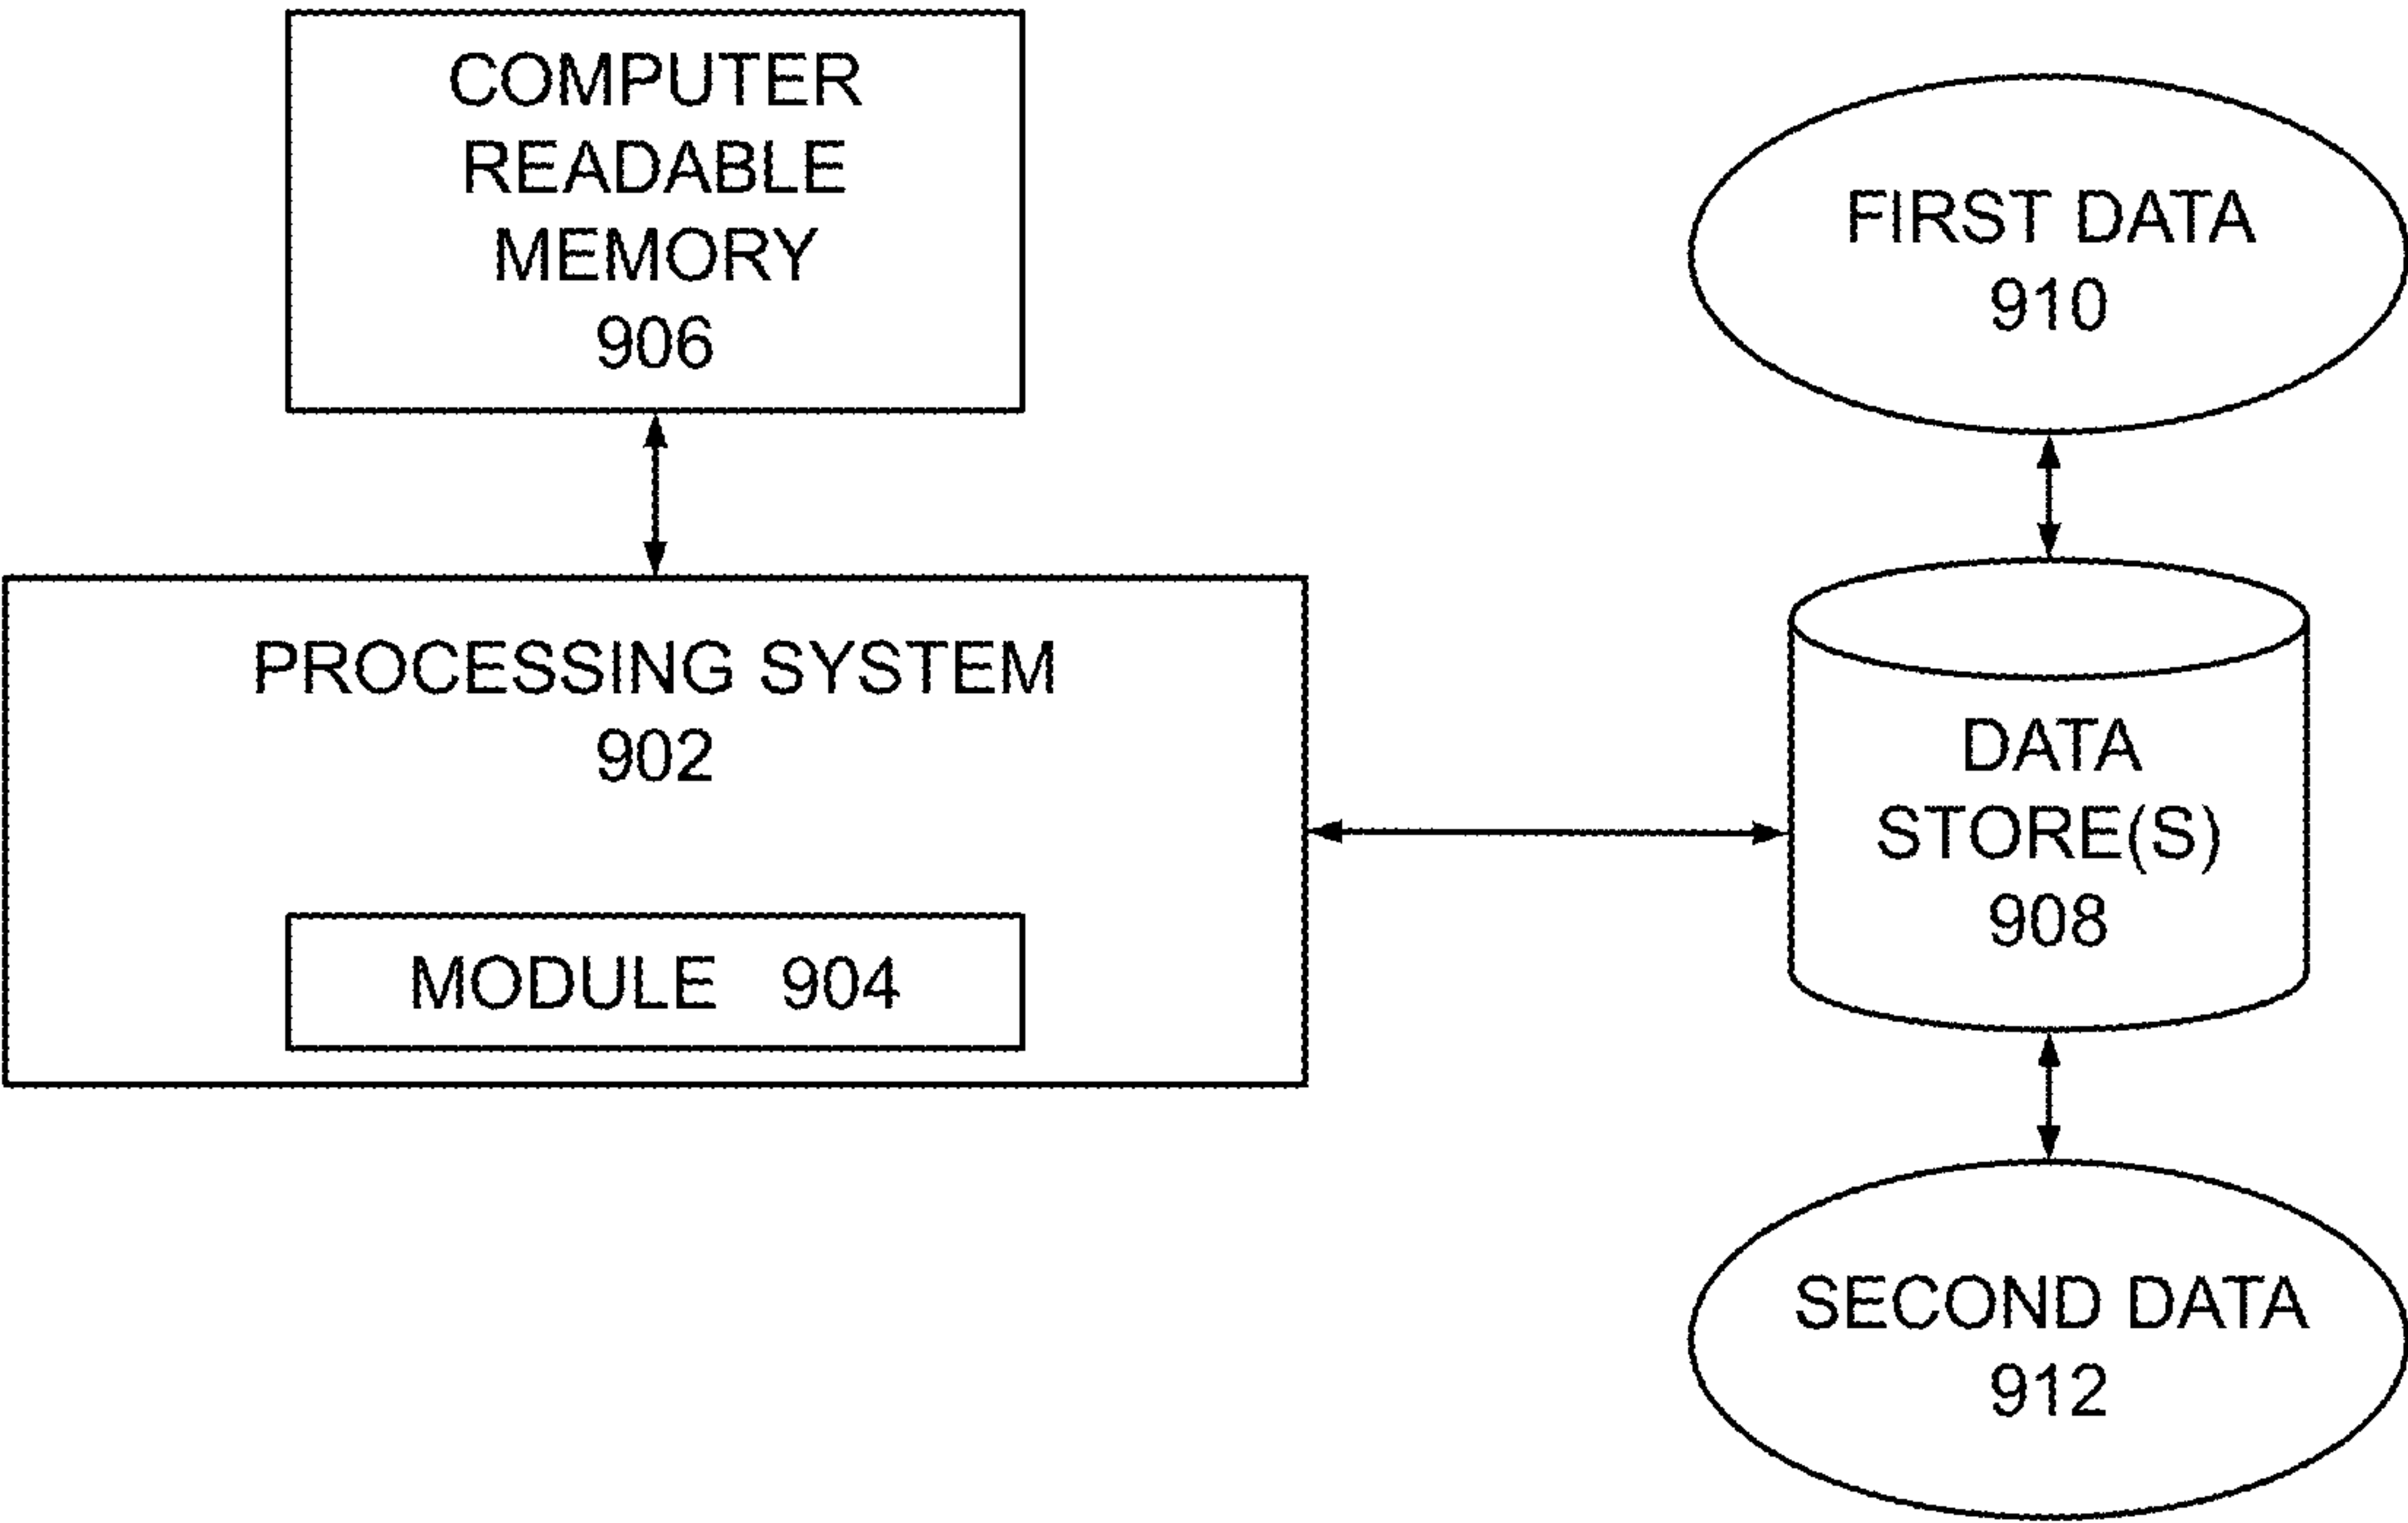 COMPUTER
READABLE
MEMORY
906
PROCESSING SYSTEM
902
MODULE 904
FIRST DATA
910
DATA
STORE(S)
908
SECOND DATA
912